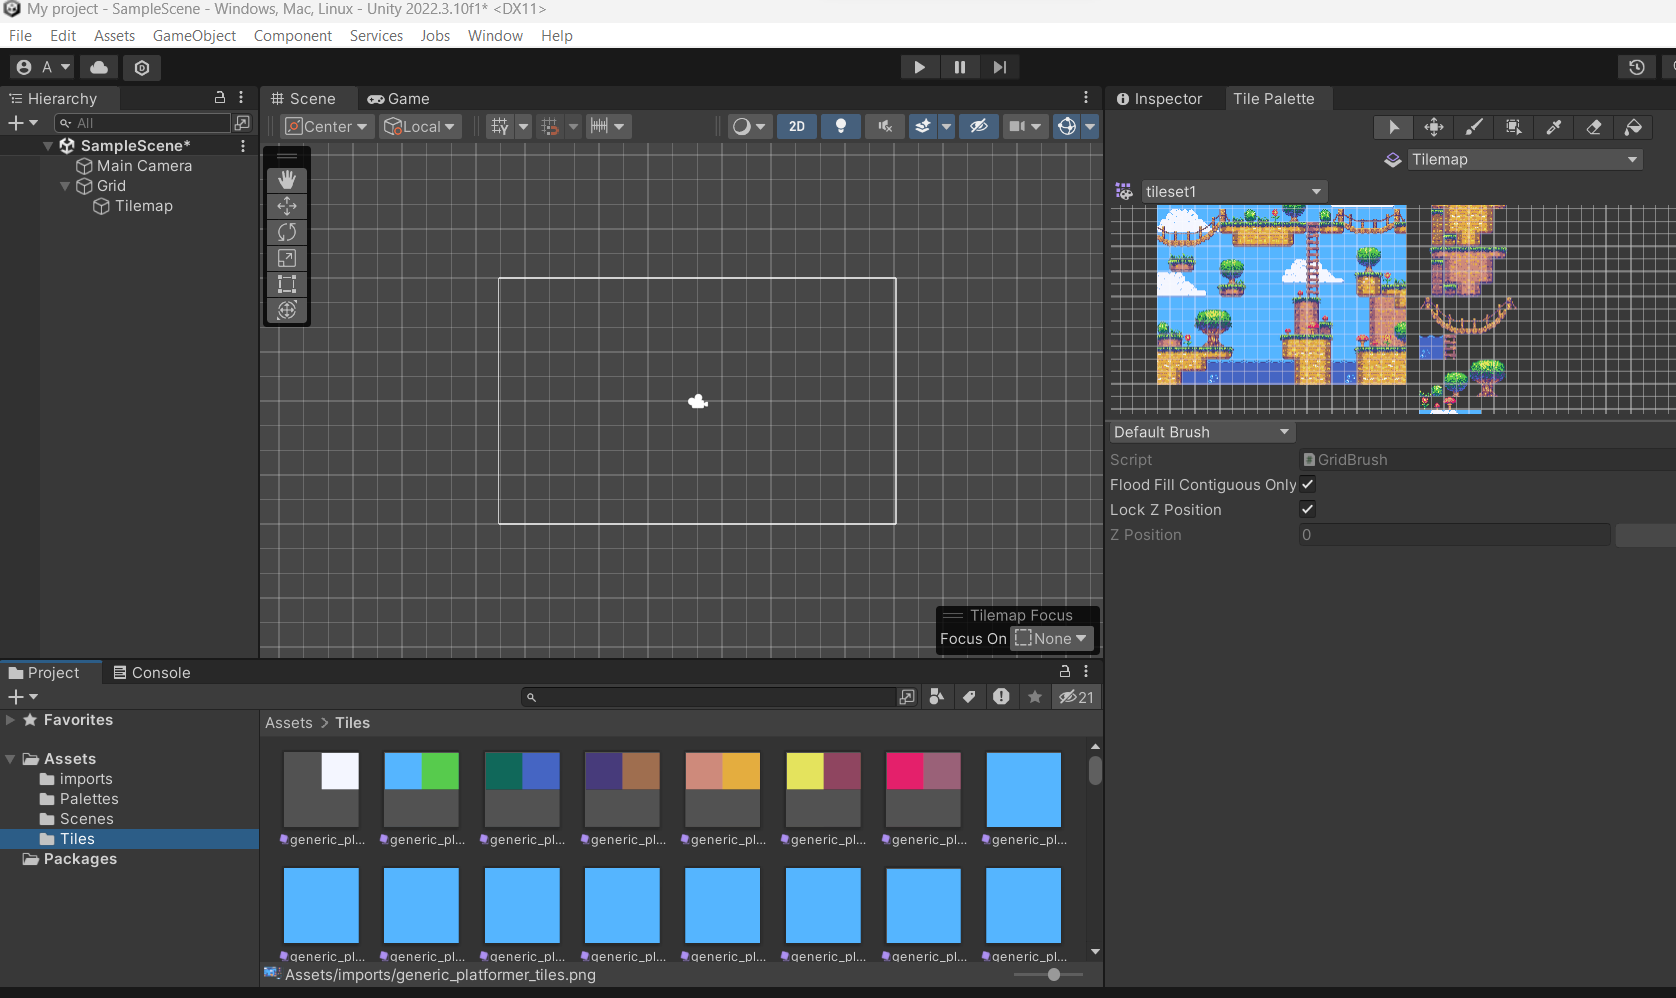 My project - SampleScene - Windows, Mac, Linux - Unity 2022.3.10f1* <DX11>
File Edit Assets GameObject Component Services Jobs Window Help
A
Hierarchy
All
SampleScene*
Main Camera
Grid
Tilemap
Scene Game
Center Local 2D
Tilemap Focus
Focus On None
Inspector Tile Palette
Tilemap
tileset1
Default Brush
Script GridBrush
Flood Fill Contiguous Only
Lock Z Position
Z Position 0
Project Console
21
Favorites
Assets
imports
Palettes
Scenes
Tiles
Packages
Assets > Tiles
generic_pl... generic_pl... generic_pl... generic_pl... generic_pl... generic_pl... generic_pl... generic_pl...
generic_pl... generic_pl... generic_pl... generic_pl... generic_pl... generic_pl... generic_pl... generic_pl...
Assets/imports/generic_platformer_tiles.png